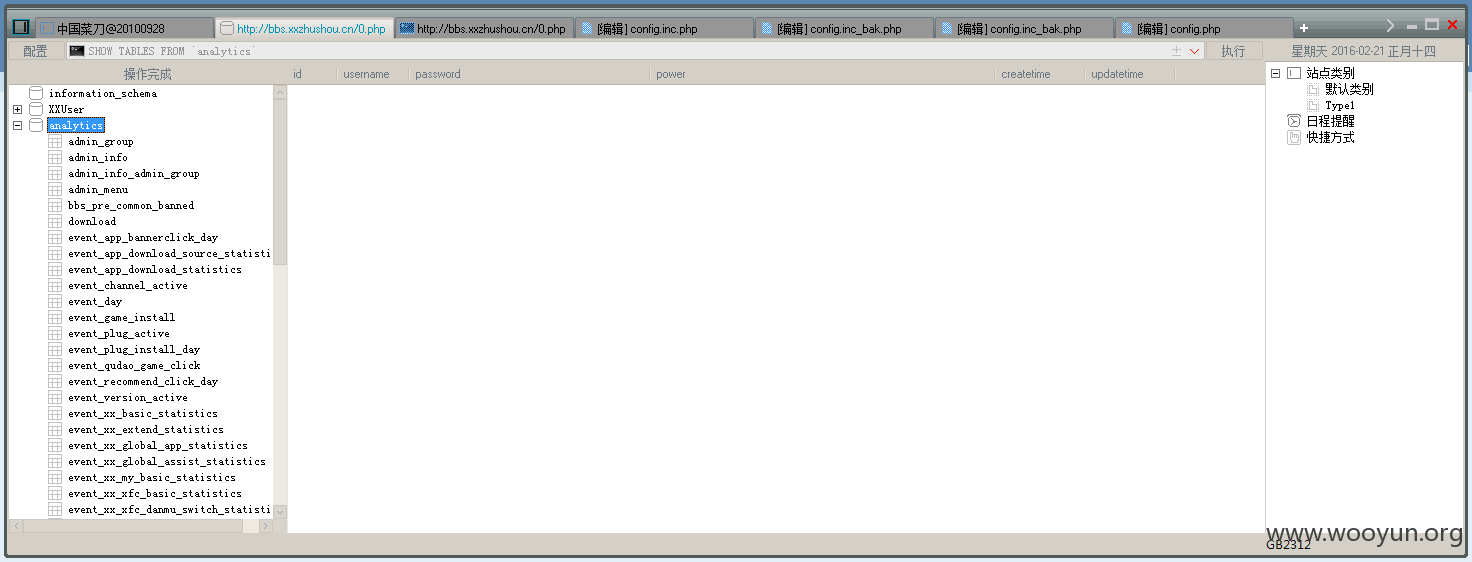 中国菜刀@20100928 http://bbs.xxzhushou.cn/0.php http://bbs.xxzhushou.cn/0.php [编辑] config.inc.php [编辑] config.inc_bak.php [编辑] config.inc_bak.php [编辑] config.php
配置 SHOW TABLES FROM `analytics` 执行 星期天 2016-02-21 正月十四
操作完成 id username password power createtime updatetime
information_schema
XXUser
analytics
admin_group
admin_info
admin_info_admin_group
admin_menu
bbs_pre_common_banned
download
event_app_bannerclick_day
event_app_download_source_statisti
event_app_download_statistics
event_channel_active
event_day
event_game_install
event_plug_active
event_plug_install_day
event_qudao_game_click
event_recommend_click_day
event_version_active
event_xx_basic_statistics
event_xx_extend_statistics
event_xx_global_app_statistics
event_xx_global_assist_statistics
event_xx_my_basic_statistics
event_xx_xfc_basic_statistics
event_xx_xfc_danmu_switch_statisti
站点类别
默认类别
Type1
日程提醒
快捷方式
www.wooyun.org
GB2312